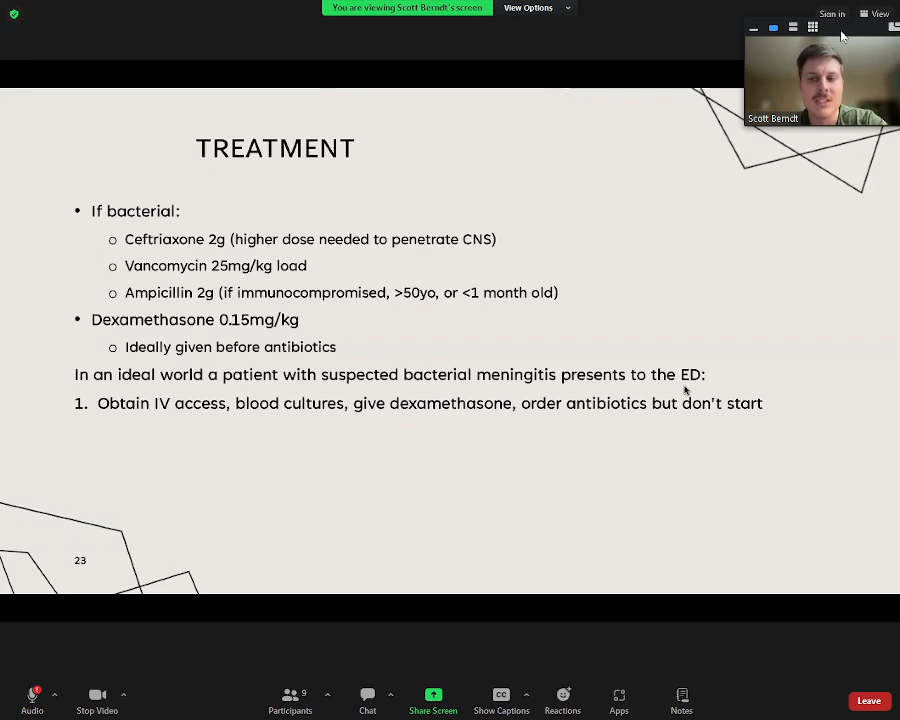 You are viewing Scott Berndt's screen
View Options
Sign in
View
Scott Berndt
TREATMENT
• If bacterial:
o Ceftriaxone 2g (higher dose needed to penetrate CNS)
o Vancomycin 25mg/kg load
o Ampicillin 2g (if immunocompromised, >50yo, or <1 month old)
• Dexamethasone 0.15mg/kg
o Ideally given before antibiotics
In an ideal world a patient with suspected bacterial meningitis presents to the ED:
1. Obtain IV access, blood cultures, give dexamethasone, order antibiotics but don't start
23
9
Audio
Stop Video
Participants
Chat
Share Screen
CC
Show Captions
Reactions
Apps
Notes
Leave